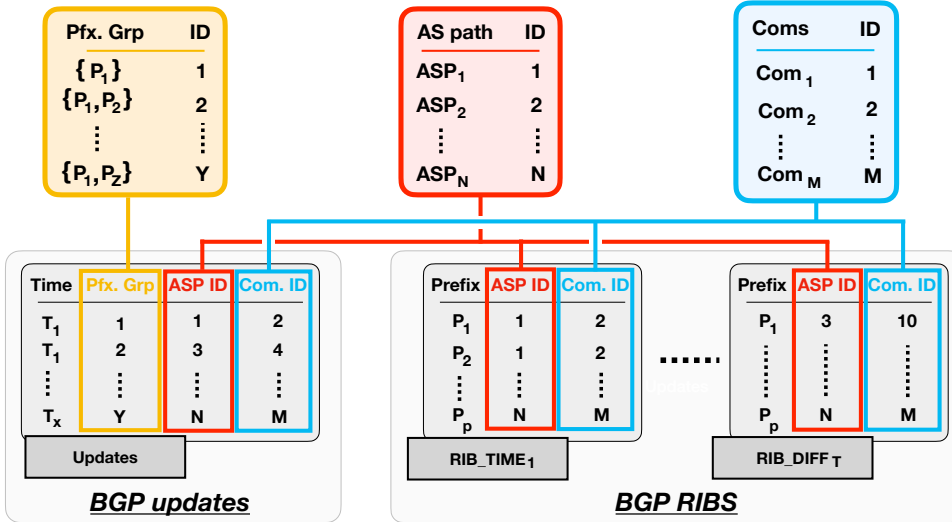 Pfx. Grp ID
{P1} 1
{P1,P2} 2
{P1,PZ} Y
AS path ID
ASP1 1
ASP2 2
ASPN N
Coms ID
Com1 1
Com2 2
ComM M
Time Pfx. Grp ASP ID Com. ID
T1 1 1 2
T1 2 3 4
Tx Y N M
Updates
BGP updates
Prefix ASP ID Com. ID
P1 1 2
P2 1 2
Pp N M
RIB_TIME1
Updates
Prefix ASP ID Com. ID
P1 3 10
Pp N M
RIB_DIFFT
BGP RIBS